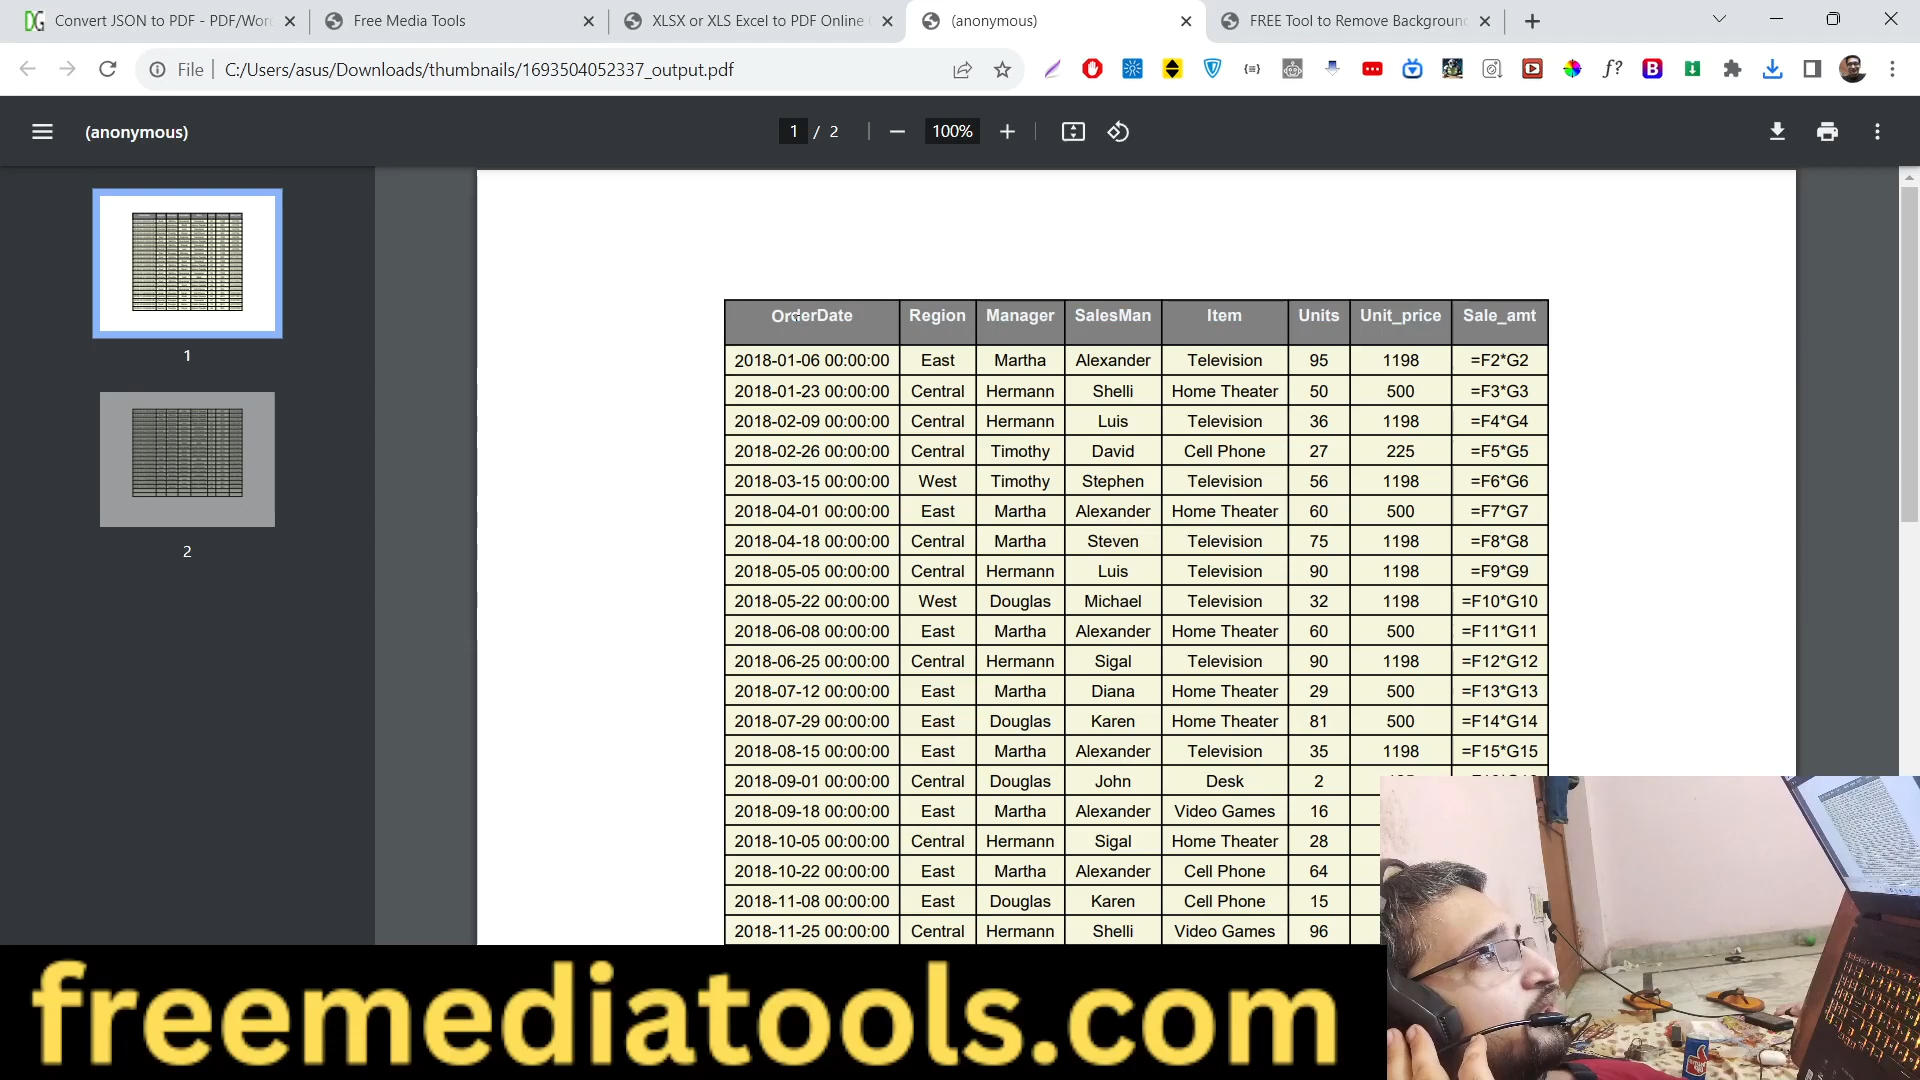 Convert JSON to PDF - PDF/Wor
Free Media Tools
XLSX or XLS Excel to PDF Online
(anonymous)
FREE Tool to Remove Backgroun
File
C:/Users/asus/Downloads/thumbnails/1693504052337_output.pdf
(anonymous)
1 / 2
100%
1
2
OrderDate Region Manager SalesMan Item Units Unit_price Sale_amt
2018-01-06 00:00:00 East Martha Alexander Television 95 1198 =F2*G2
2018-01-23 00:00:00 Central Hermann Shelli Home Theater 50 500 =F3*G3
2018-02-09 00:00:00 Central Hermann Luis Television 36 1198 =F4*G4
2018-02-26 00:00:00 Central Timothy David Cell Phone 27 225 =F5*G5
2018-03-15 00:00:00 West Timothy Stephen Television 56 1198 =F6*G6
2018-04-01 00:00:00 East Martha Alexander Home Theater 60 500 =F7*G7
2018-04-18 00:00:00 Central Martha Steven Television 75 1198 =F8*G8
2018-05-05 00:00:00 Central Hermann Luis Television 90 1198 =F9*G9
2018-05-22 00:00:00 West Douglas Michael Television 32 1198 =F10*G10
2018-06-08 00:00:00 East Martha Alexander Home Theater 60 500 =F11*G11
2018-06-25 00:00:00 Central Hermann Sigal Television 90 1198 =F12*G12
2018-07-12 00:00:00 East Martha Diana Home Theater 29 500 =F13*G13
2018-07-29 00:00:00 East Douglas Karen Home Theater 81 500 =F14*G14
2018-08-15 00:00:00 East Martha Alexander Television 35 1198 =F15*G15
2018-09-01 00:00:00 Central Douglas John Desk 2
2018-09-18 00:00:00 East Martha Alexander Video Games 16
2018-10-05 00:00:00 Central Hermann Sigal Home Theater 28
2018-10-22 00:00:00 East Martha Alexander Cell Phone 64
2018-11-08 00:00:00 East Douglas Karen Cell Phone 15
2018-11-25 00:00:00 Central Hermann Shelli Video Games 96
freemediatools.com